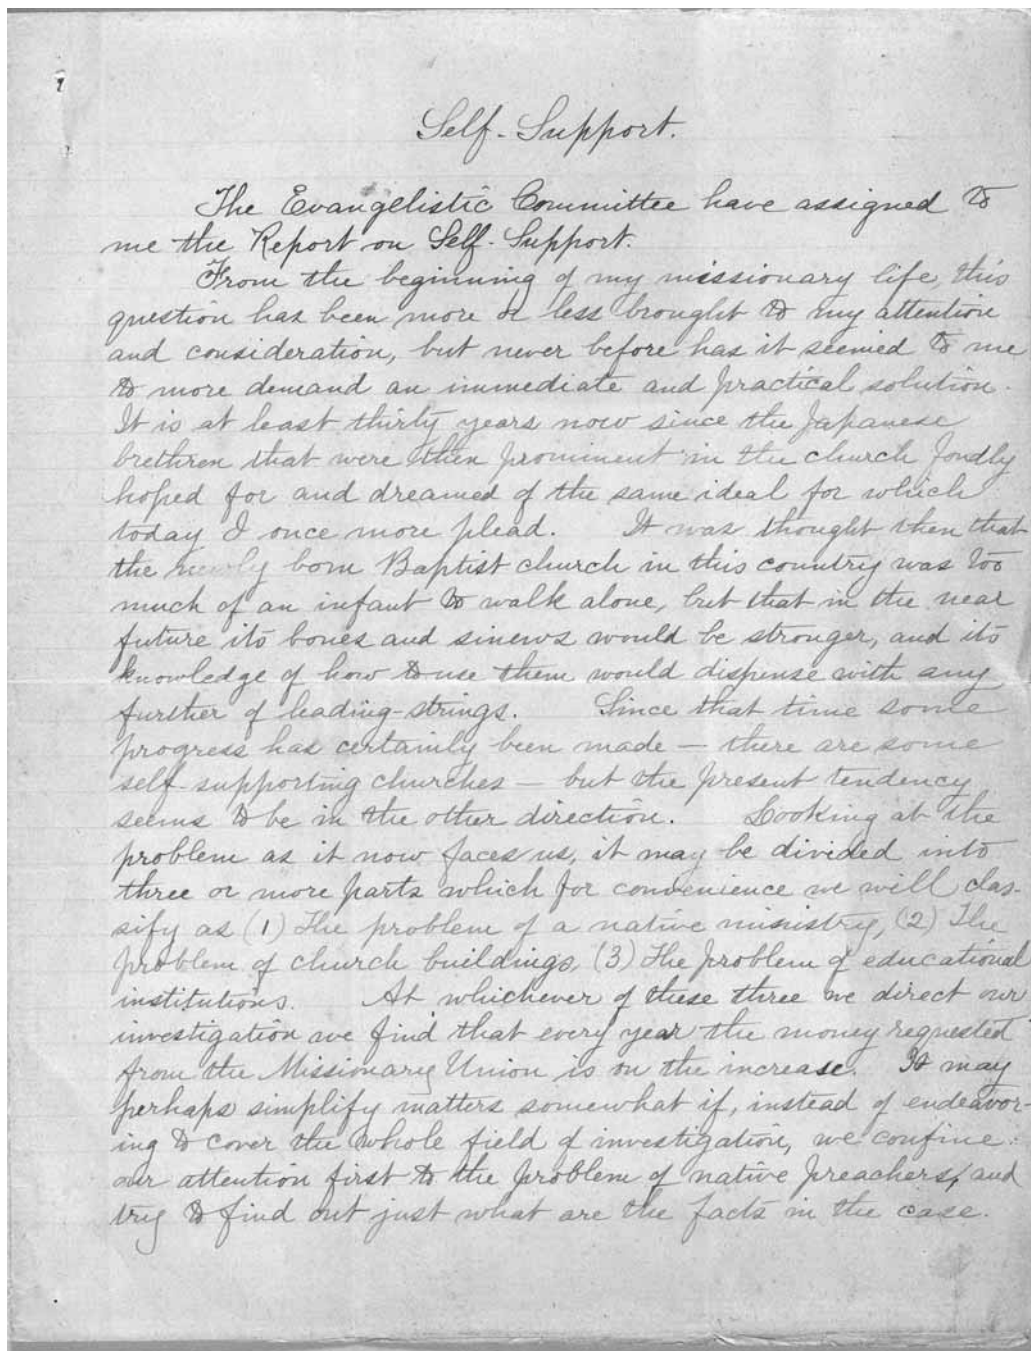 Self-Support.
The Evangelistic Committee have assigned to
me the Report on Self-Support.
From the beginning of my missionary life, this
question has been more or less brought to my attention
and consideration, but never before has it seemed to me
to more demand an immediate and practical solution.
It is at least thirty years now since the Japanese
brethren that were then prominent in the church fondly
hoped for and dreamed of the same ideal for which
today I once more plead. It was thought then that
the newly born Baptist church in this country was too
much of an infant to walk alone, but that in the near
future its bones and sinews would be stronger, and its
knowledge of how to use them would dispense with any
further of leading-strings. Since that time some
progress has certainly been made — there are some
self-supporting churches — but the present tendency
seems to be in the other direction. Looking at the
problem as it now faces us, it may be divided into
three or more parts which for convenience we will clas-
sify as (1) The problem of a native ministry, (2) The
problem of church buildings, (3) The problem of educational
institutions. At whichever of these three we direct our
investigation we find that every year the money requested
from the Missionary Union is on the increase. It may
perhaps simplify matters somewhat if, instead of endeavor-
ing to cover the whole field of investigation, we confine
our attention first to the problem of native preachers, and
try to find out just what are the facts in the case.